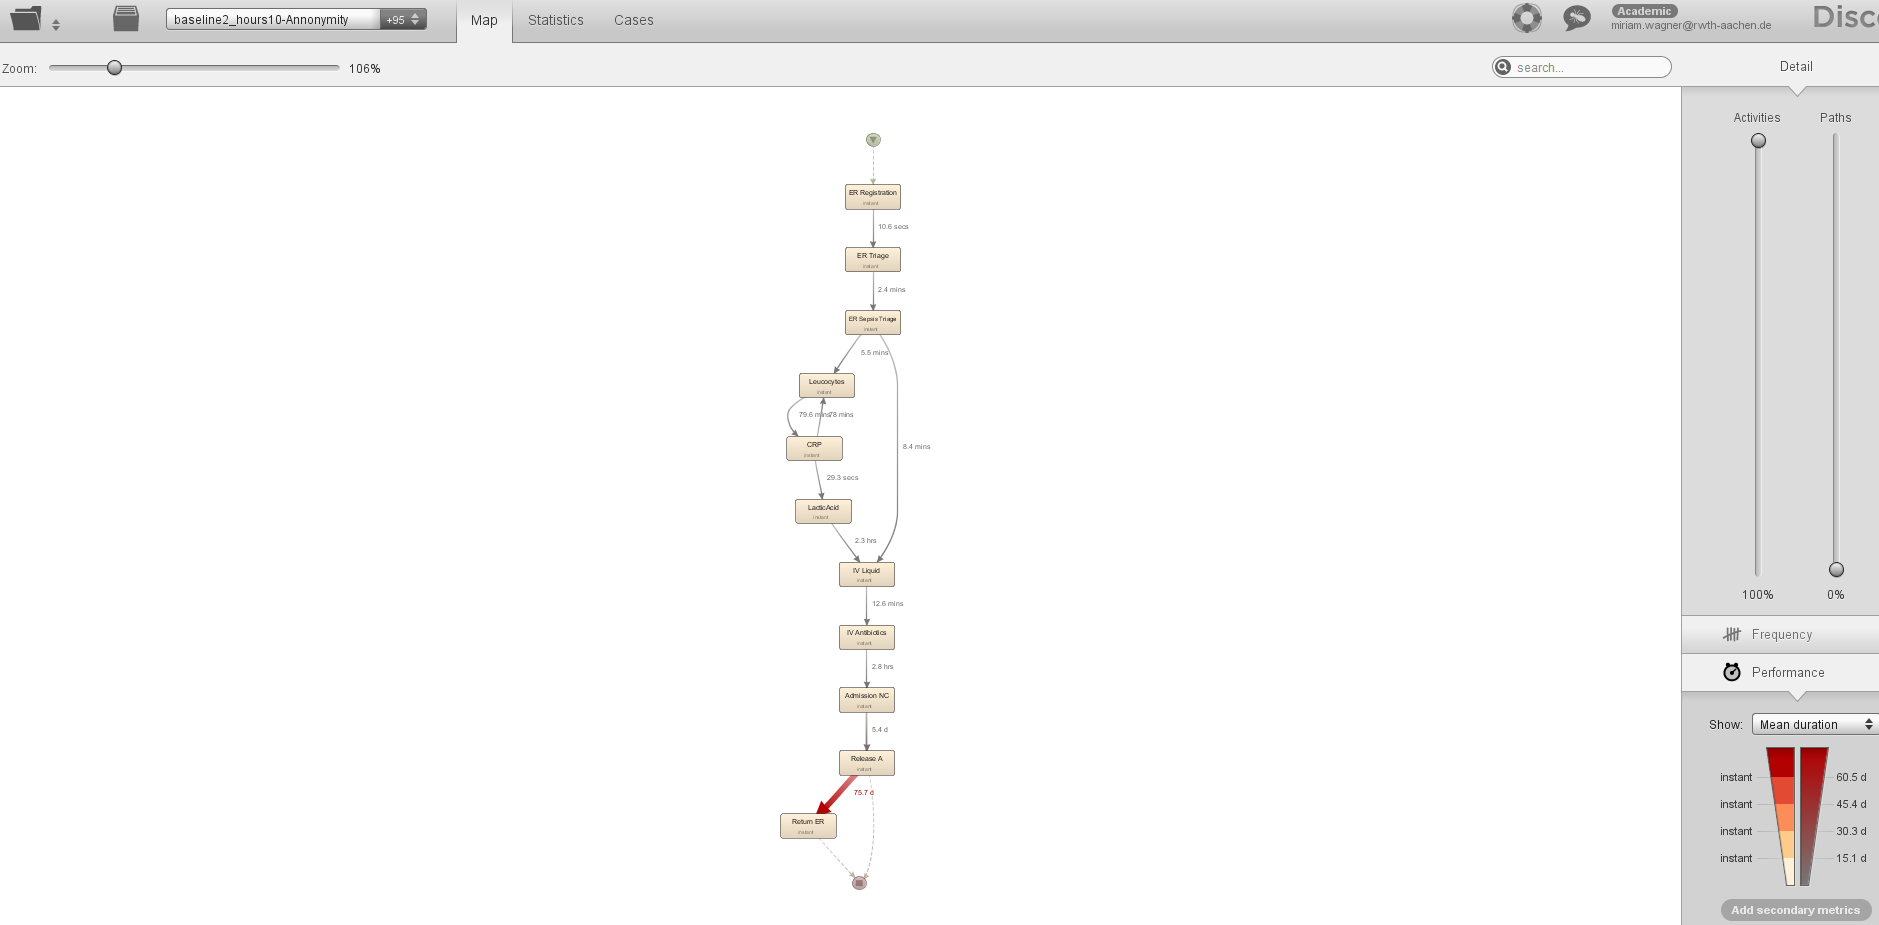 baseline2_hours10-Annonymity +95
Map Statistics Cases
Academic
miriam.wagner@rwth-aachen.de
Disc
Zoom: 106%
search...
Detail
Activities Paths
ER Registration
instant
10.6 secs
ER Triage
instant
2.4 mins
ER Sepsis Triage
instant
5.5 mins
Leucocytes
instant
79.6 mins 78 mins
CRP
instant
8.4 mins
29.3 secs
LacticAcid
instant
2.3 hrs
IV Liquid
instant
12.6 mins
IV Antibiotics
instant
2.8 hrs
Admission NC
instant
5.4 d
Release A
instant
75.7 d
Return ER
instant
100% 0%
Frequency
Performance
Show: Mean duration
instant 60.5 d
instant 45.4 d
instant 30.3 d
instant 15.1 d
Add secondary metrics